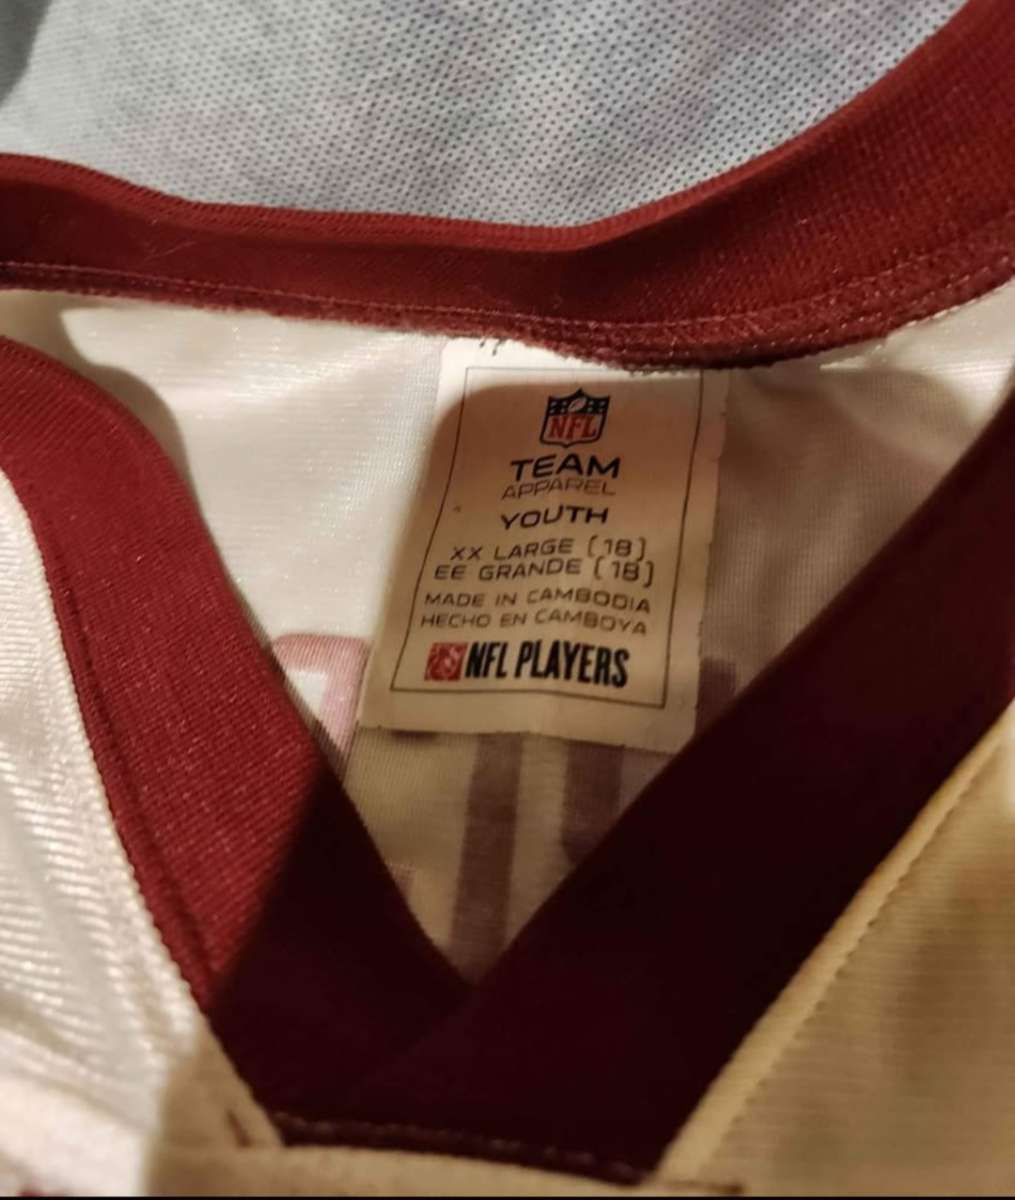 NFL
TEAM
APPAREL
YOUTH
XX LARGE (18)
EE GRANDE (18)
MADE IN CAMBODIA
HECHO EN CAMBOYA
NFL PLAYERS